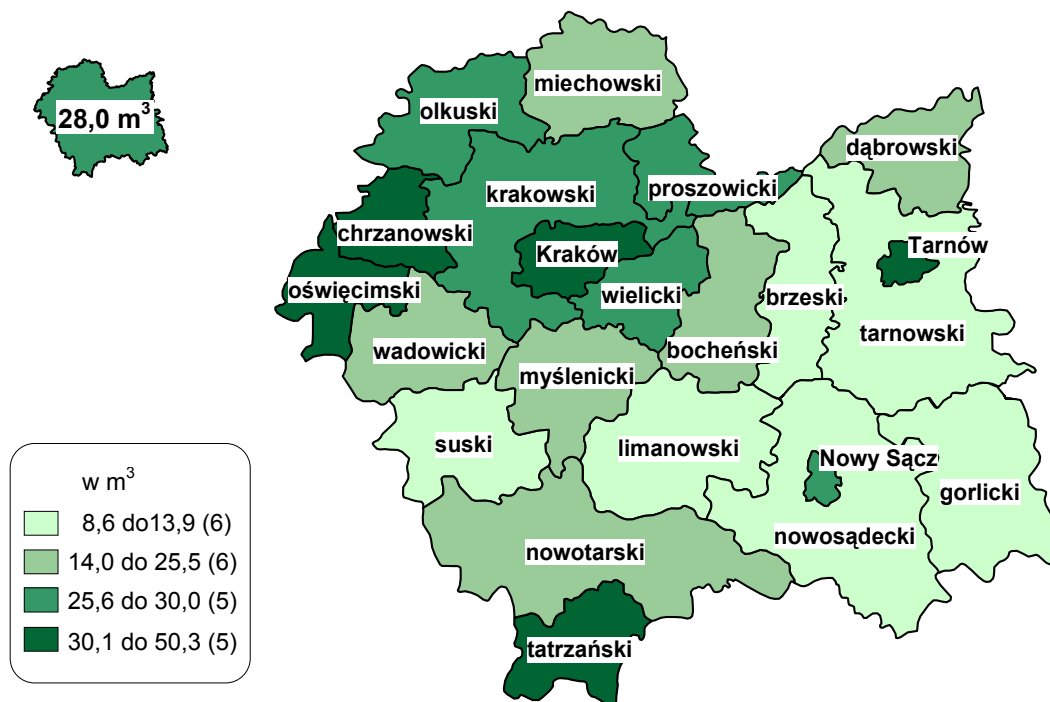 28,0 m³
miechowski
olkuski
dąbrowski
krakowski
proszowicki
chrzanowski
Kraków
Tarnów
oświęcimski
wielicki
brzeski
tarnowski
wadowicki
bocheński
myślenicki
suski
limanowski
Nowy Sącz
gorlicki
nowosądecki
nowotarski
tatrzański
w m³
8,6 do13,9 (6)
14,0 do 25,5 (6)
25,6 do 30,0 (5)
30,1 do 50,3 (5)